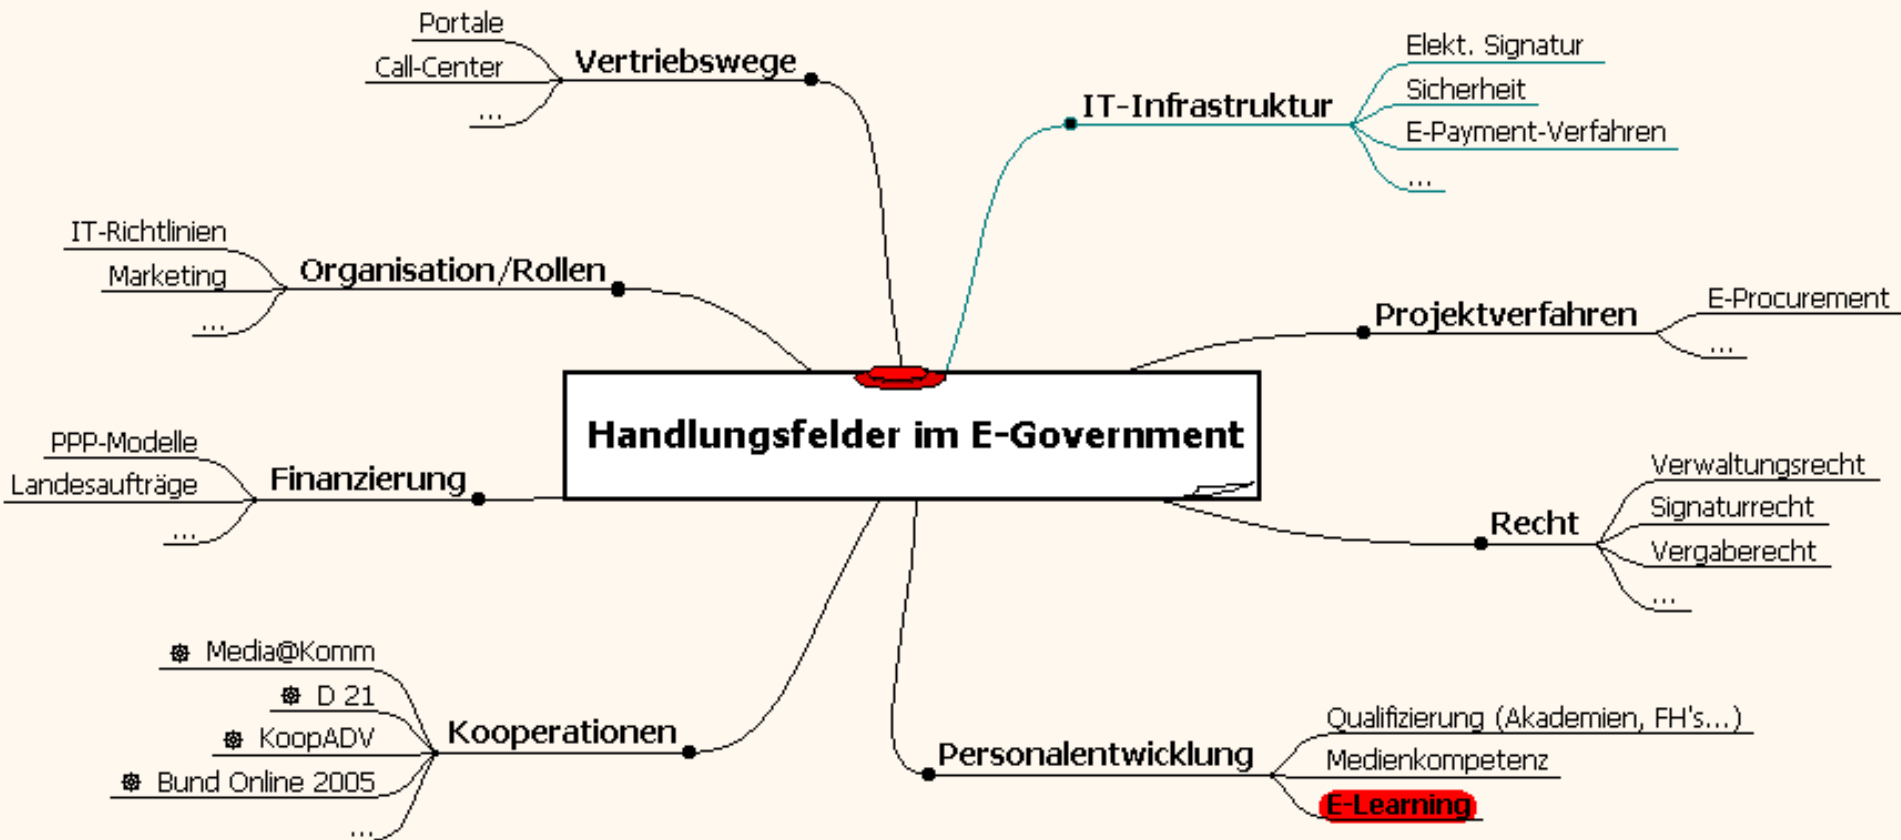 Portale
Call-Center
...
Vertriebswege
IT-Infrastruktur
Elekt. Signatur
Sicherheit
E-Payment-Verfahren
...
IT-Richtlinien
Marketing
...
Organisation/Rollen
Projektverfahren
E-Procurement
...
Handlungsfelder im E-Government
PPP-Modelle
Landesaufträge
...
Finanzierung
Recht
Verwaltungsrecht
Signaturrecht
Vergaberecht
...
Media@Komm
D 21
KoopADV
Bund Online 2005
...
Kooperationen
Personalentwicklung
Qualifizierung (Akademien, FH's...)
Medienkompetenz
E-Learning